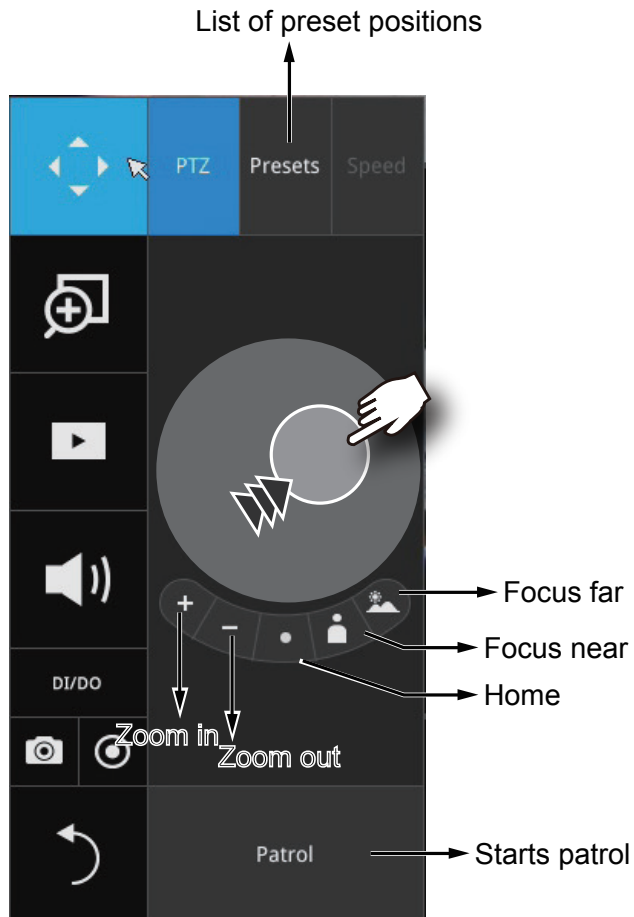 List of preset positions
PTZ
Presets
Speed
Focus far
Focus near
Home
DI/DO
Zoom in
Zoom out
Patrol
Starts patrol